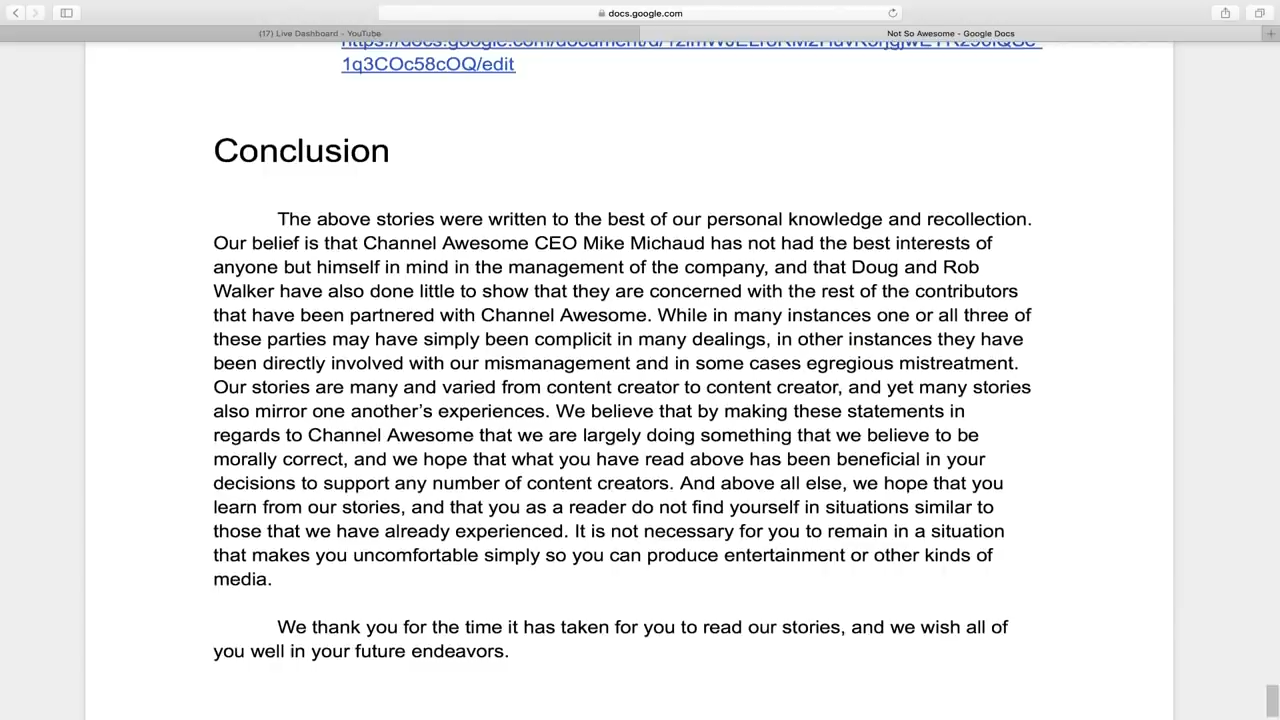 docs.google.com
(17) Live Dashboard - YouTube
Not So Awesome - Google Docs
1q3COc58cOQ/edit
Conclusion
The above stories were written to the best of our personal knowledge and recollection.
Our belief is that Channel Awesome CEO Mike Michaud has not had the best interests of
anyone but himself in mind in the management of the company, and that Doug and Rob
Walker have also done little to show that they are concerned with the rest of the contributors
that have been partnered with Channel Awesome. While in many instances one or all three of
these parties may have simply been complicit in many dealings, in other instances they have
been directly involved with our mismanagement and in some cases egregious mistreatment.
Our stories are many and varied from content creator to content creator, and yet many stories
also mirror one another’s experiences. We believe that by making these statements in
regards to Channel Awesome that we are largely doing something that we believe to be
morally correct, and we hope that what you have read above has been beneficial in your
decisions to support any number of content creators. And above all else, we hope that you
learn from our stories, and that you as a reader do not find yourself in situations similar to
those that we have already experienced. It is not necessary for you to remain in a situation
that makes you uncomfortable simply so you can produce entertainment or other kinds of
media.
We thank you for the time it has taken for you to read our stories, and we wish all of
you well in your future endeavors.